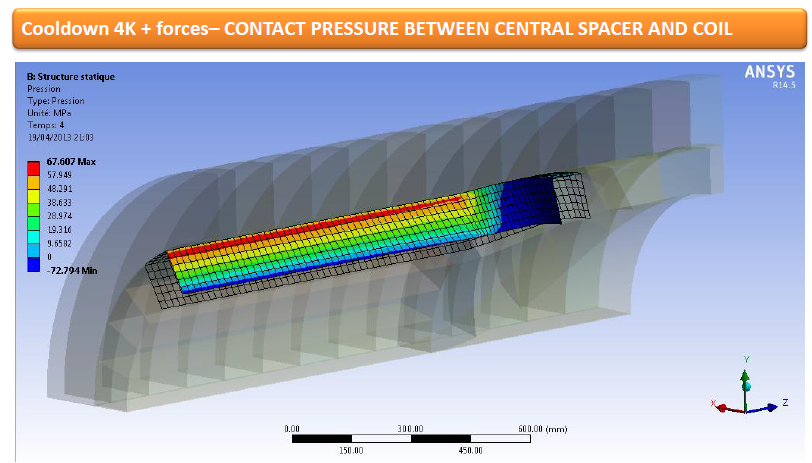 Cooldown 4K + forces– CONTACT PRESSURE BETWEEN CENTRAL SPACER AND COIL
ANSYS
R14.5
B: Structure statique
Pression
Type: Pression
Unité: MPa
Temps: 4
19/04/2013 21:03
67.607 Max
57.949
48.291
38.633
28.974
19.316
9.6582
0
-72.794 Min
Y
X
Z
0.00
300.00
600.00 (mm)
150.00
450.00